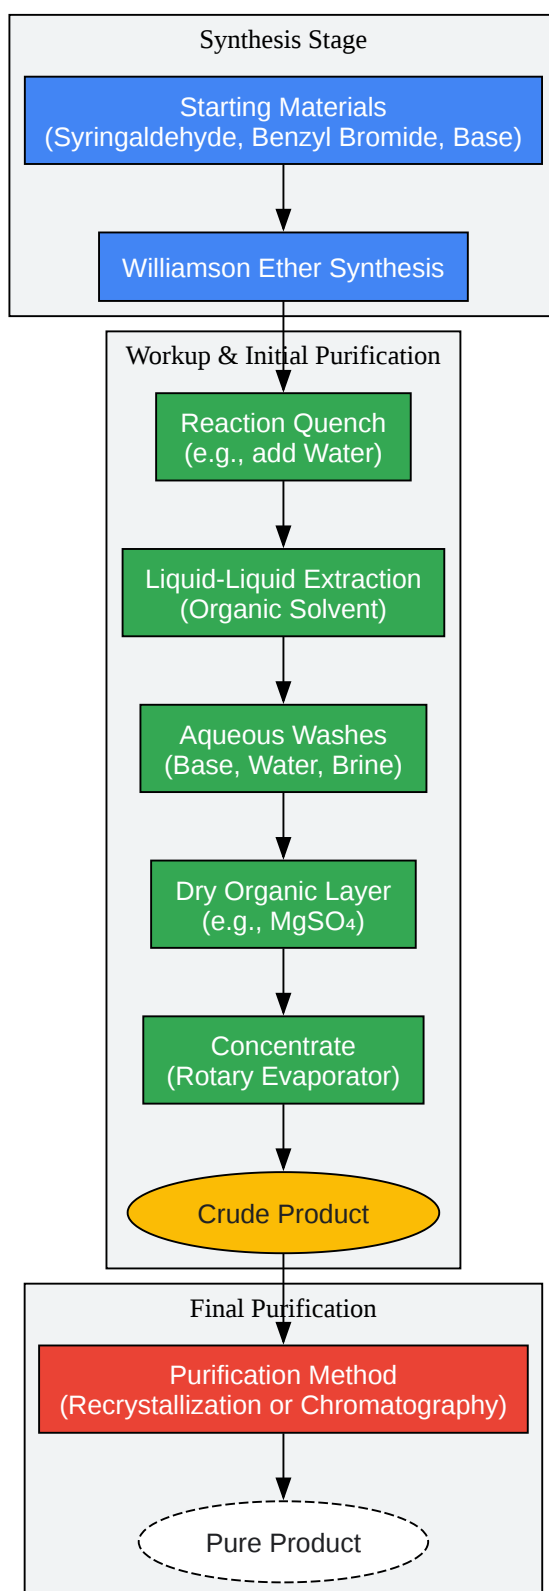 Synthesis Stage
Starting Materials
(Syringaldehyde, Benzyl Bromide, Base)
Williamson Ether Synthesis
Workup & Initial Purification
Reaction Quench
(e.g., add Water)
Liquid-Liquid Extraction
(Organic Solvent)
Aqueous Washes
(Base, Water, Brine)
Dry Organic Layer
(e.g., MgSO₄)
Concentrate
(Rotary Evaporator)
Crude Product
Final Purification
Purification Method
(Recrystallization or Chromatography)
Pure Product